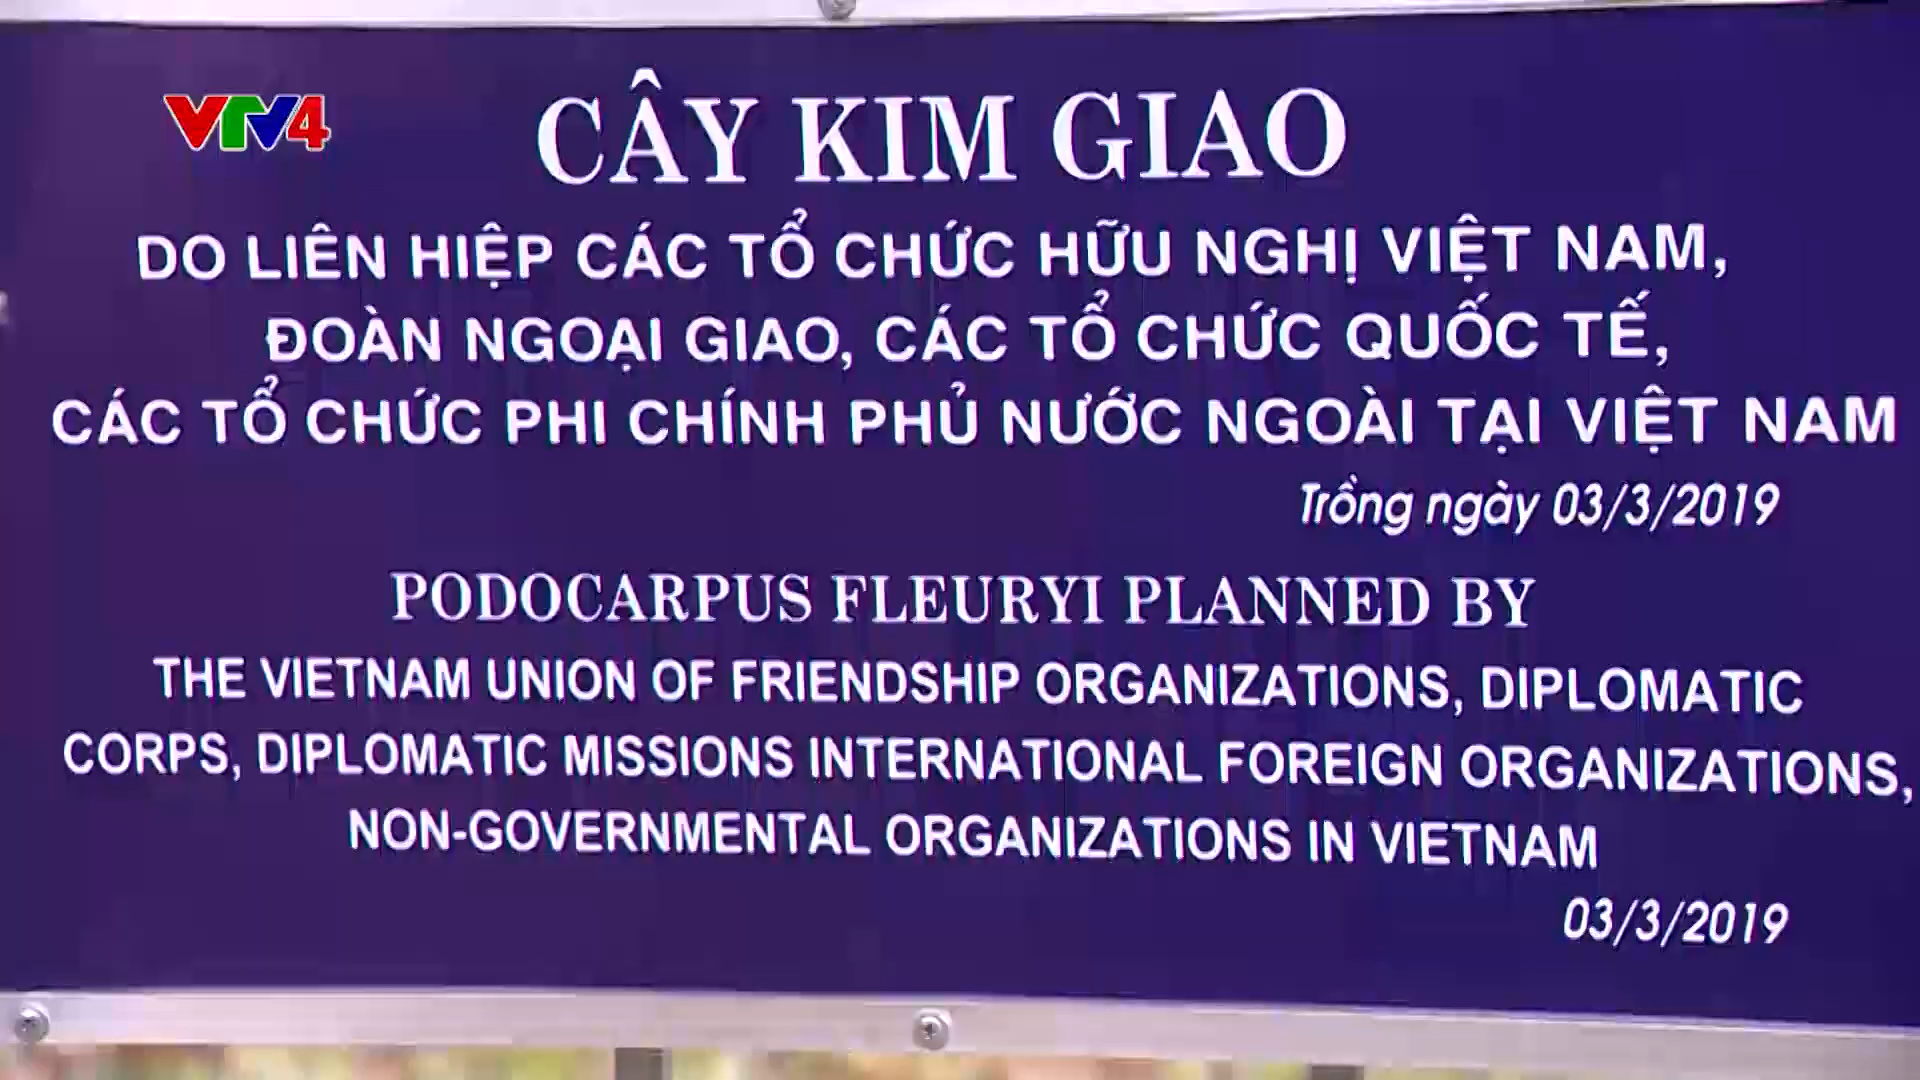 VTV4
CÂY KIM GIAO
DO LIÊN HIỆP CÁC TỔ CHỨC HỮU NGHỊ VIỆT NAM,
ĐOÀN NGOẠI GIAO, CÁC TỔ CHỨC QUỐC TẾ,
CÁC TỔ CHỨC PHI CHÍNH PHỦ NƯỚC NGOÀI TẠI VIỆT NAM
Trồng ngày 03/3/2019
PODOCARPUS FLEURYI PLANNED BY
THE VIETNAM UNION OF FRIENDSHIP ORGANIZATIONS, DIPLOMATIC
CORPS, DIPLOMATIC MISSIONS INTERNATIONAL FOREIGN ORGANIZATIONS,
NON-GOVERNMENTAL ORGANIZATIONS IN VIETNAM
03/3/2019